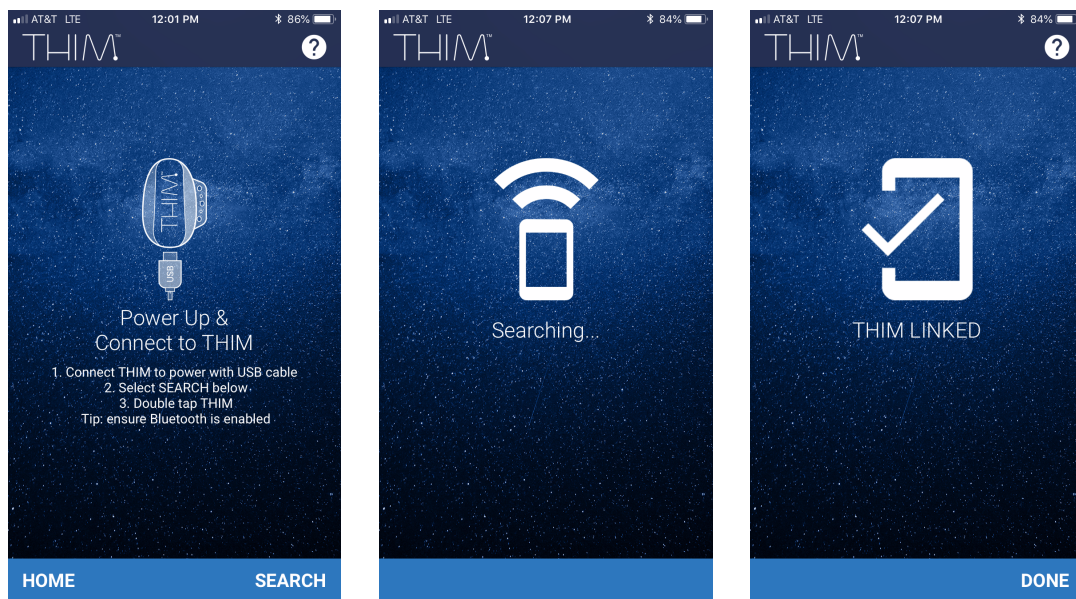 AT&T LTE 12:01 PM 86%
THIM™ ?
THIM
USB
Power Up &
Connect to THIM
1. Connect THIM to power with USB cable
2. Select SEARCH below
3. Double tap THIM
Tip: ensure Bluetooth is enabled
HOME SEARCH
AT&T LTE 12:07 PM 84%
THIM™
Searching...
AT&T LTE 12:07 PM 84%
THIM™ ?
THIM LINKED
DONE